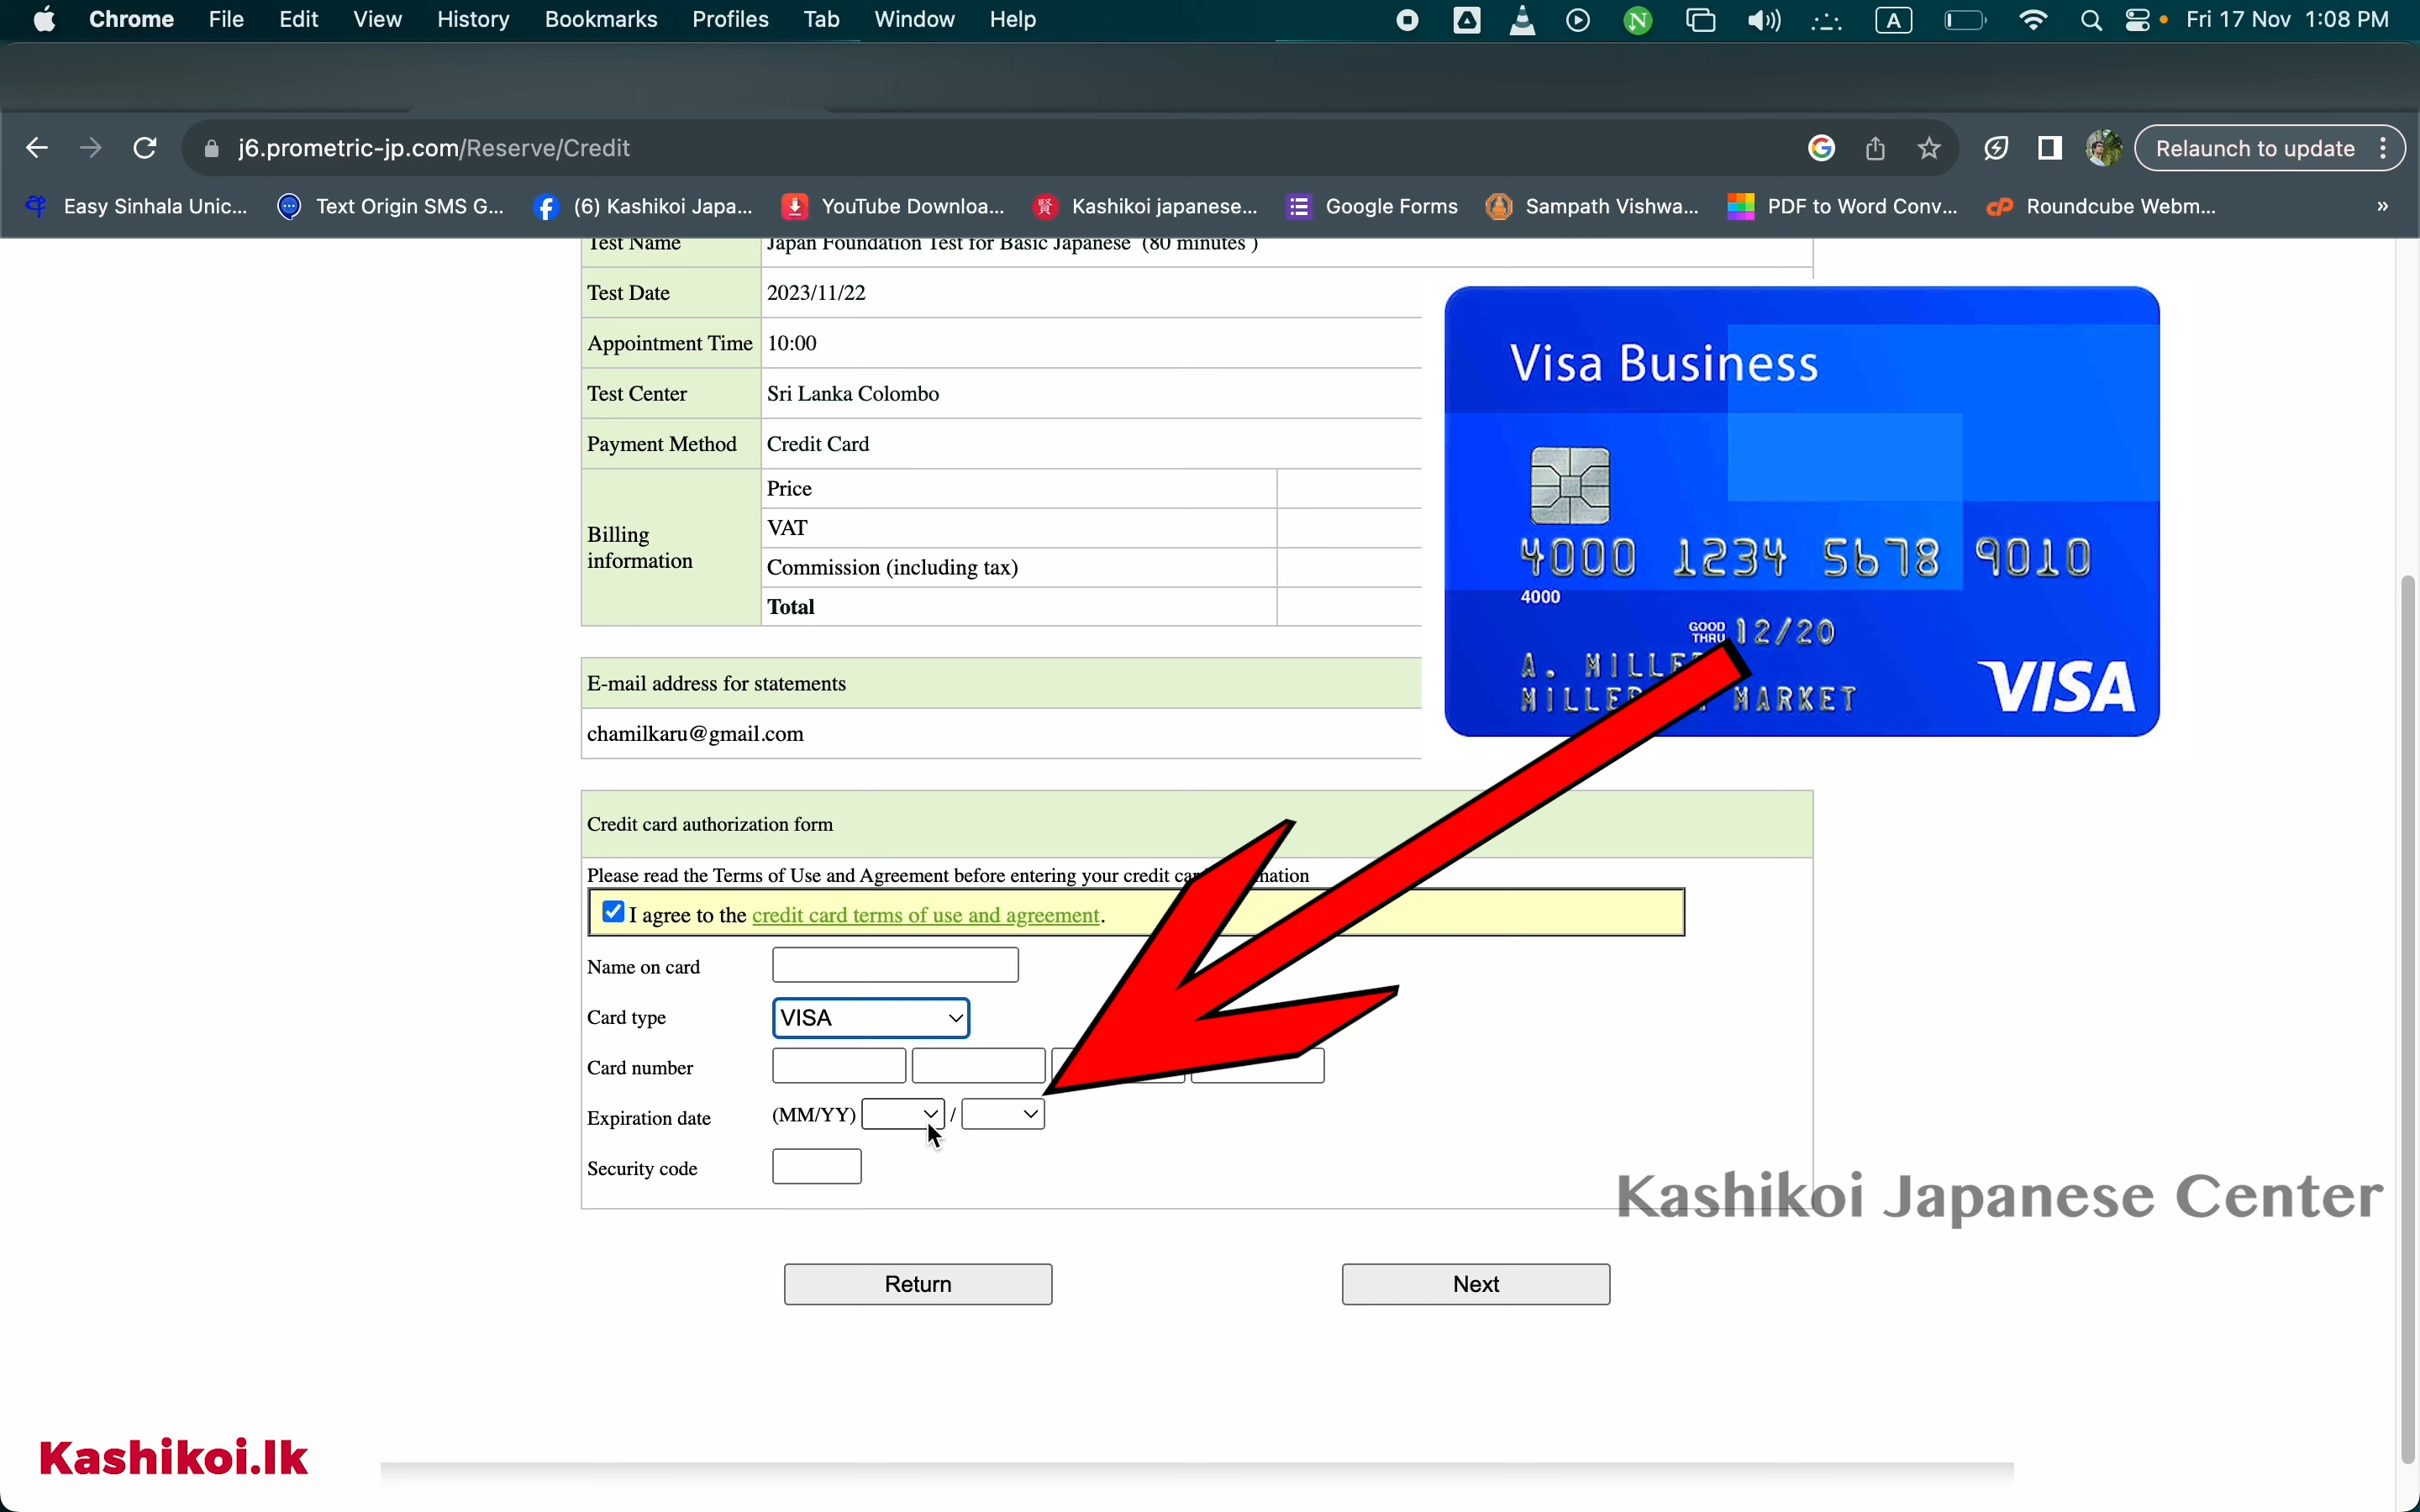 Chrome File Edit View History Bookmarks Profiles Tab Window Help A Fri 17 Nov 1:08 PM
j6.prometric-jp.com/Reserve/Credit
Relaunch to update
Easy Sinhala Unic... Text Origin SMS G... (6) Kashikoi Japa... YouTube Downloa... Kashikoi japanese... Google Forms Sampath Vishwa... PDF to Word Conv... Roundcube Webm... »
Test Name Japan Foundation Test for Basic Japanese (80 minutes )
Test Date 2023/11/22
Appointment Time 10:00
Test Center Sri Lanka Colombo
Payment Method Credit Card
Billing information
Price
VAT
Commission (including tax)
Total
Visa Business
4000 1234 5678 9010
4000
GOOD THRU 12/20
A.
MARKET
VISA
E-mail address for statements
chamilkaru@gmail.com
Credit card authorization form
Please read the Terms of Use and Agreement before entering your credit
I agree to the credit card terms of use and agreement.
Name on card
Card type VISA
Card number
Expiration date (MM/YY) /
Security code
Return Next
Kashikoi Japanese Center
Kashikoi.lk